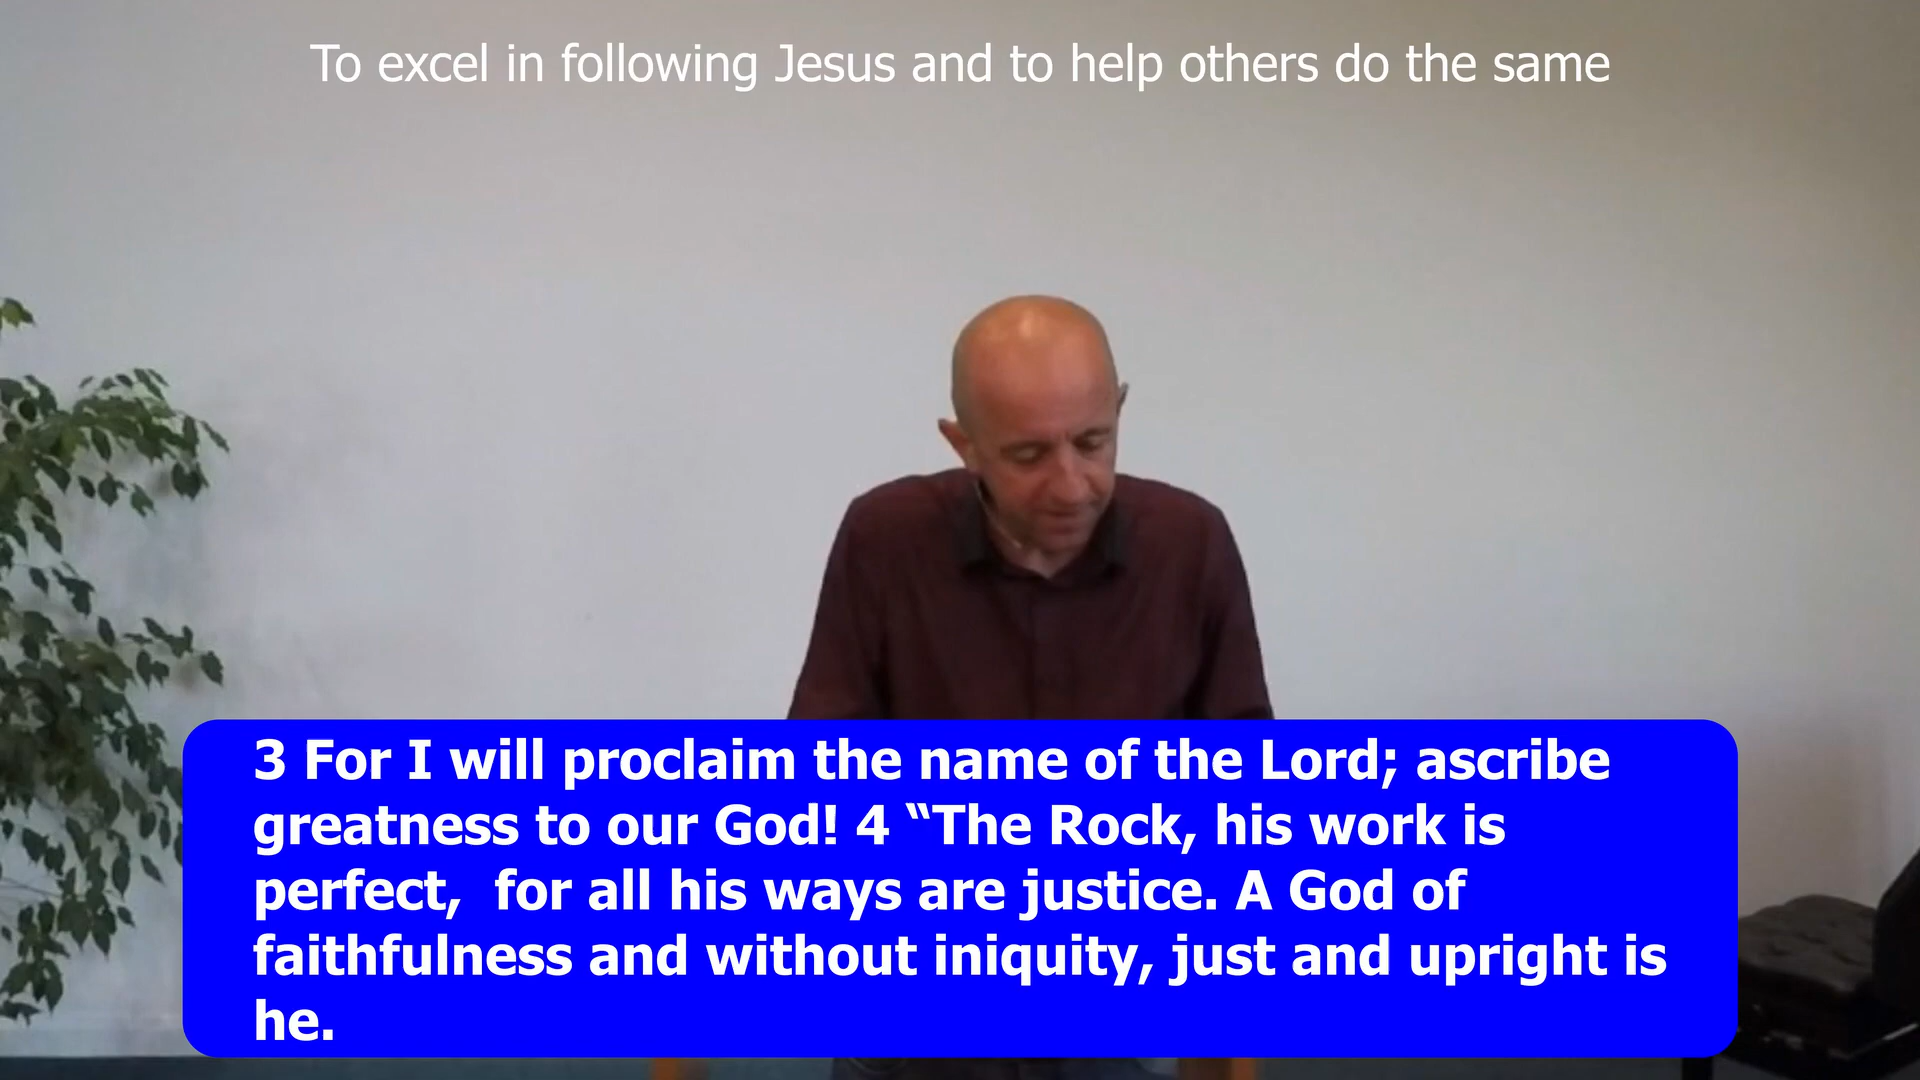 To excel in following Jesus and to help others do the same
3 For I will proclaim the name of the Lord; ascribe
greatness to our God! 4 “The Rock, his work is
perfect,  for all his ways are justice. A God of
faithfulness and without iniquity, just and upright is
he.